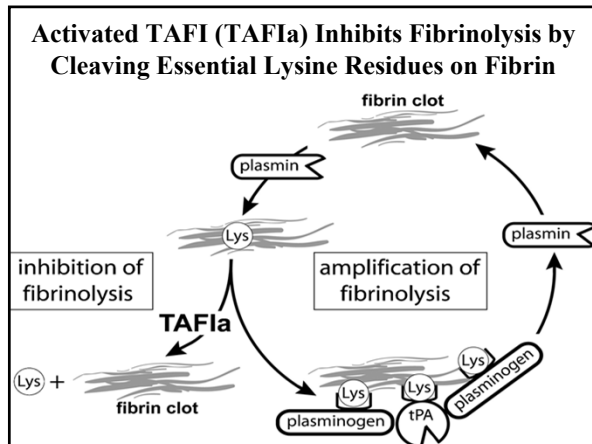 Activated TAFI (TAFIa) Inhibits Fibrinolysis by
Cleaving Essential Lysine Residues on Fibrin
fibrin clot
plasmin
plasmin
Lys
inhibition of
fibrinolysis
amplification of
fibrinolysis
TAFIa
Lys +
fibrin clot
Lys
plasminogen
Lys
tPA
Lys
plasminogen